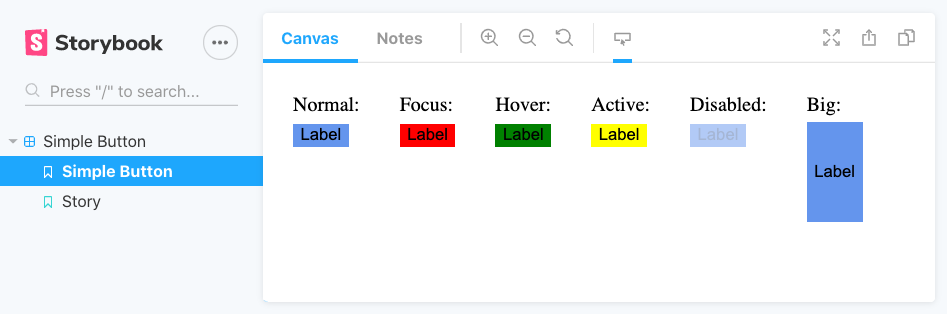 Storybook
Press "/" to search...
Simple Button
Simple Button
Story
Canvas Notes
Normal: Focus: Hover: Active: Disabled: Big:
Label Label Label Label Label Label